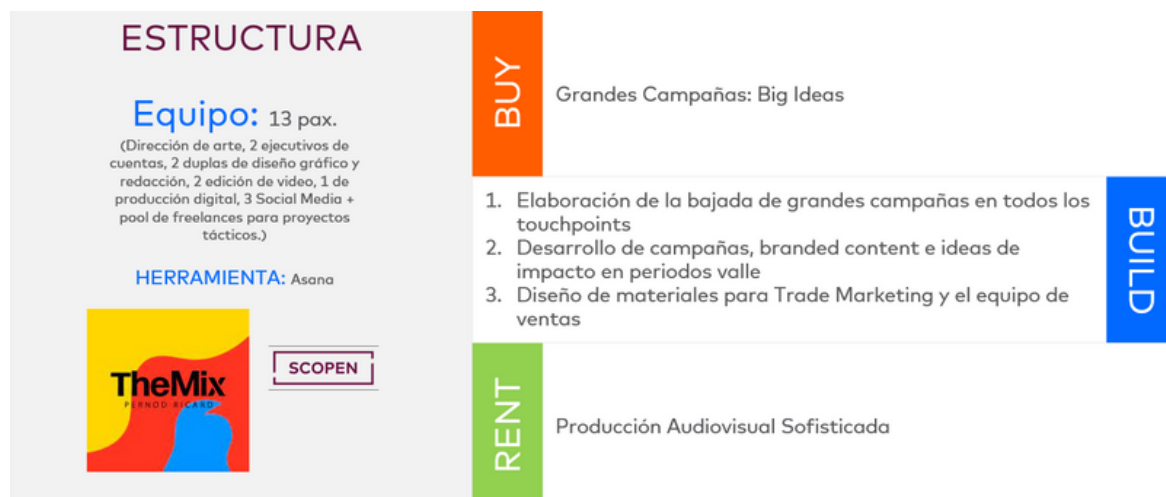 ESTRUCTURA
Equipo: 13 pax.
(Dirección de arte, 2 ejecutivos de
cuentas, 2 duplas de diseño gráfico y
redacción, 2 edición de video, 1 de
producción digital, 3 Social Media +
pool de freelances para proyectos
tácticos.)
HERRAMIENTA: Asana
TheMix
PERNOD RICARD
SCOPEN
BUY
Grandes Campañas: Big Ideas
1. Elaboración de la bajada de grandes campañas en todos los
touchpoints
2. Desarrollo de campañas, branded content e ideas de
impacto en periodos valle
3. Diseño de materiales para Trade Marketing y el equipo de
ventas
BUILD
RENT
Producción Audiovisual Sofisticada